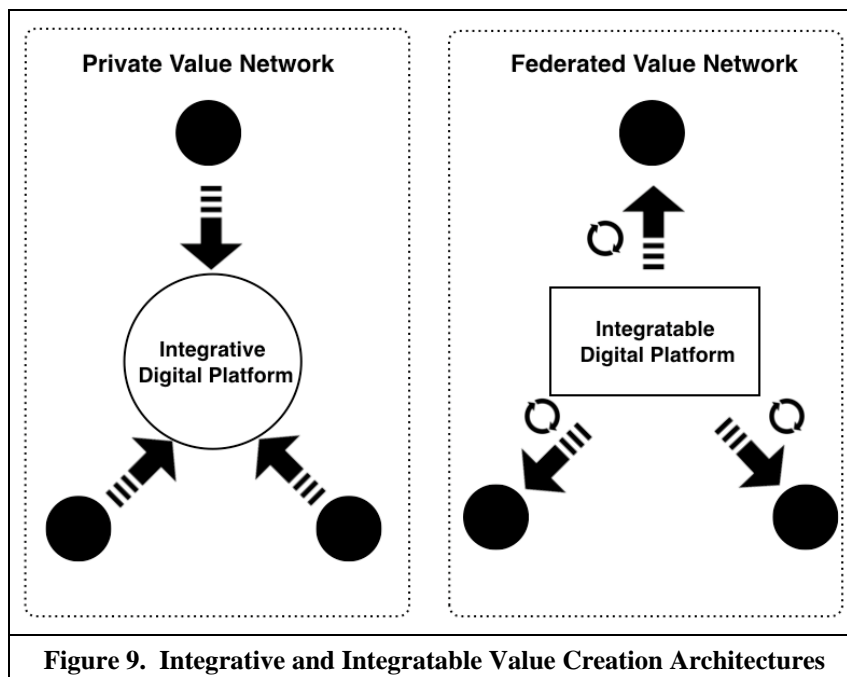 Private Value Network
Integrative
Digital Platform
Federated Value Network
Integratable
Digital Platform
Figure 9. Integrative and Integratable Value Creation Architectures